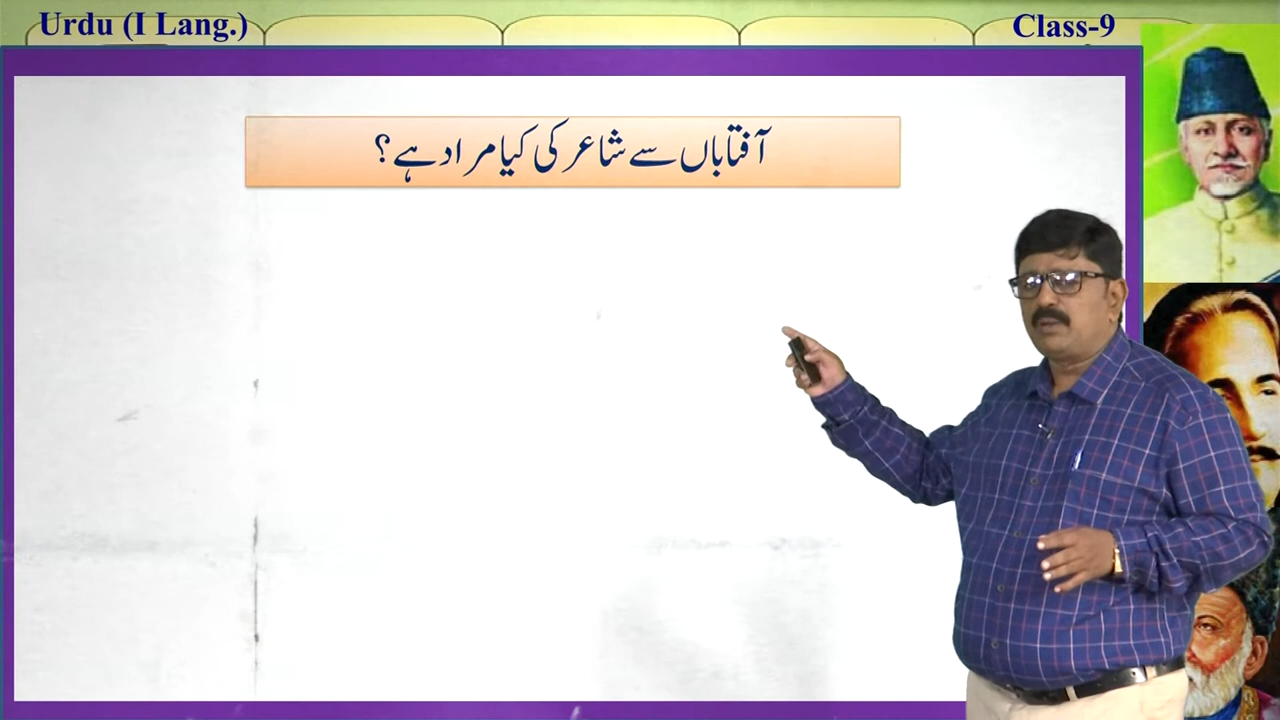 Urdu (I Lang.)
Class-9
آفتاباں سے شاعر کی کیا مراد ہے؟